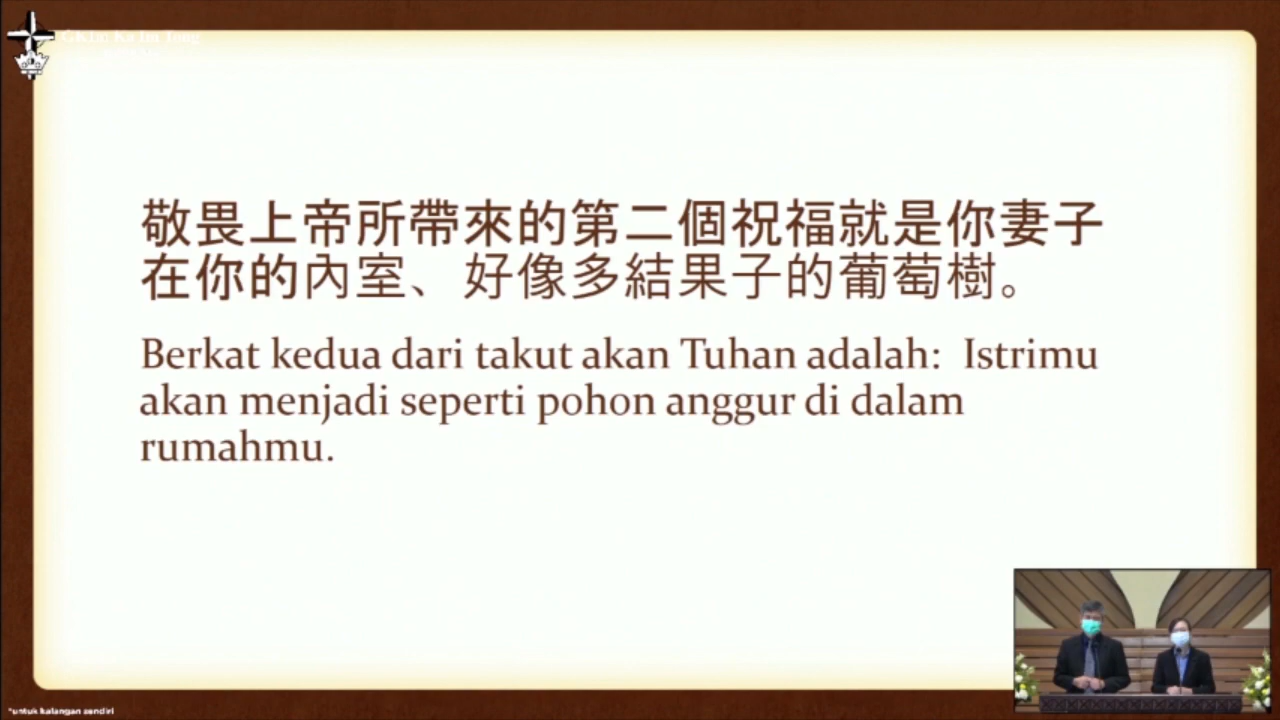 敬畏上帝所帶來的第二個祝福就是你妻子
在你的內室、好像多結果子的葡萄樹。
Berkat kedua dari takut akan Tuhan adalah: Istrimu
akan menjadi seperti pohon anggur di dalam
rumahmu.
*untuk kalangan sendiri